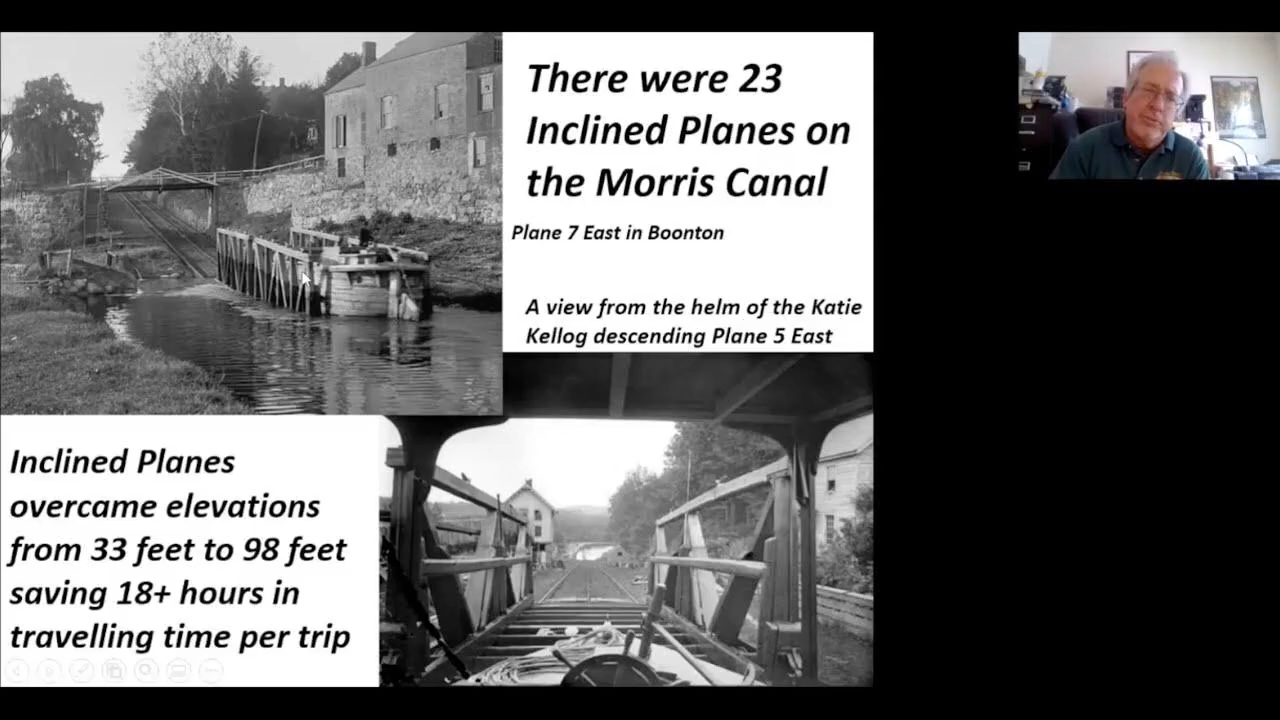 There were 23
Inclined Planes on
the Morris Canal
Plane 7 East in Boonton
A view from the helm of the Katie
Kellog descending Plane 5 East
Inclined Planes
overcame elevations
from 33 feet to 98 feet
saving 18+ hours in
travelling time per trip